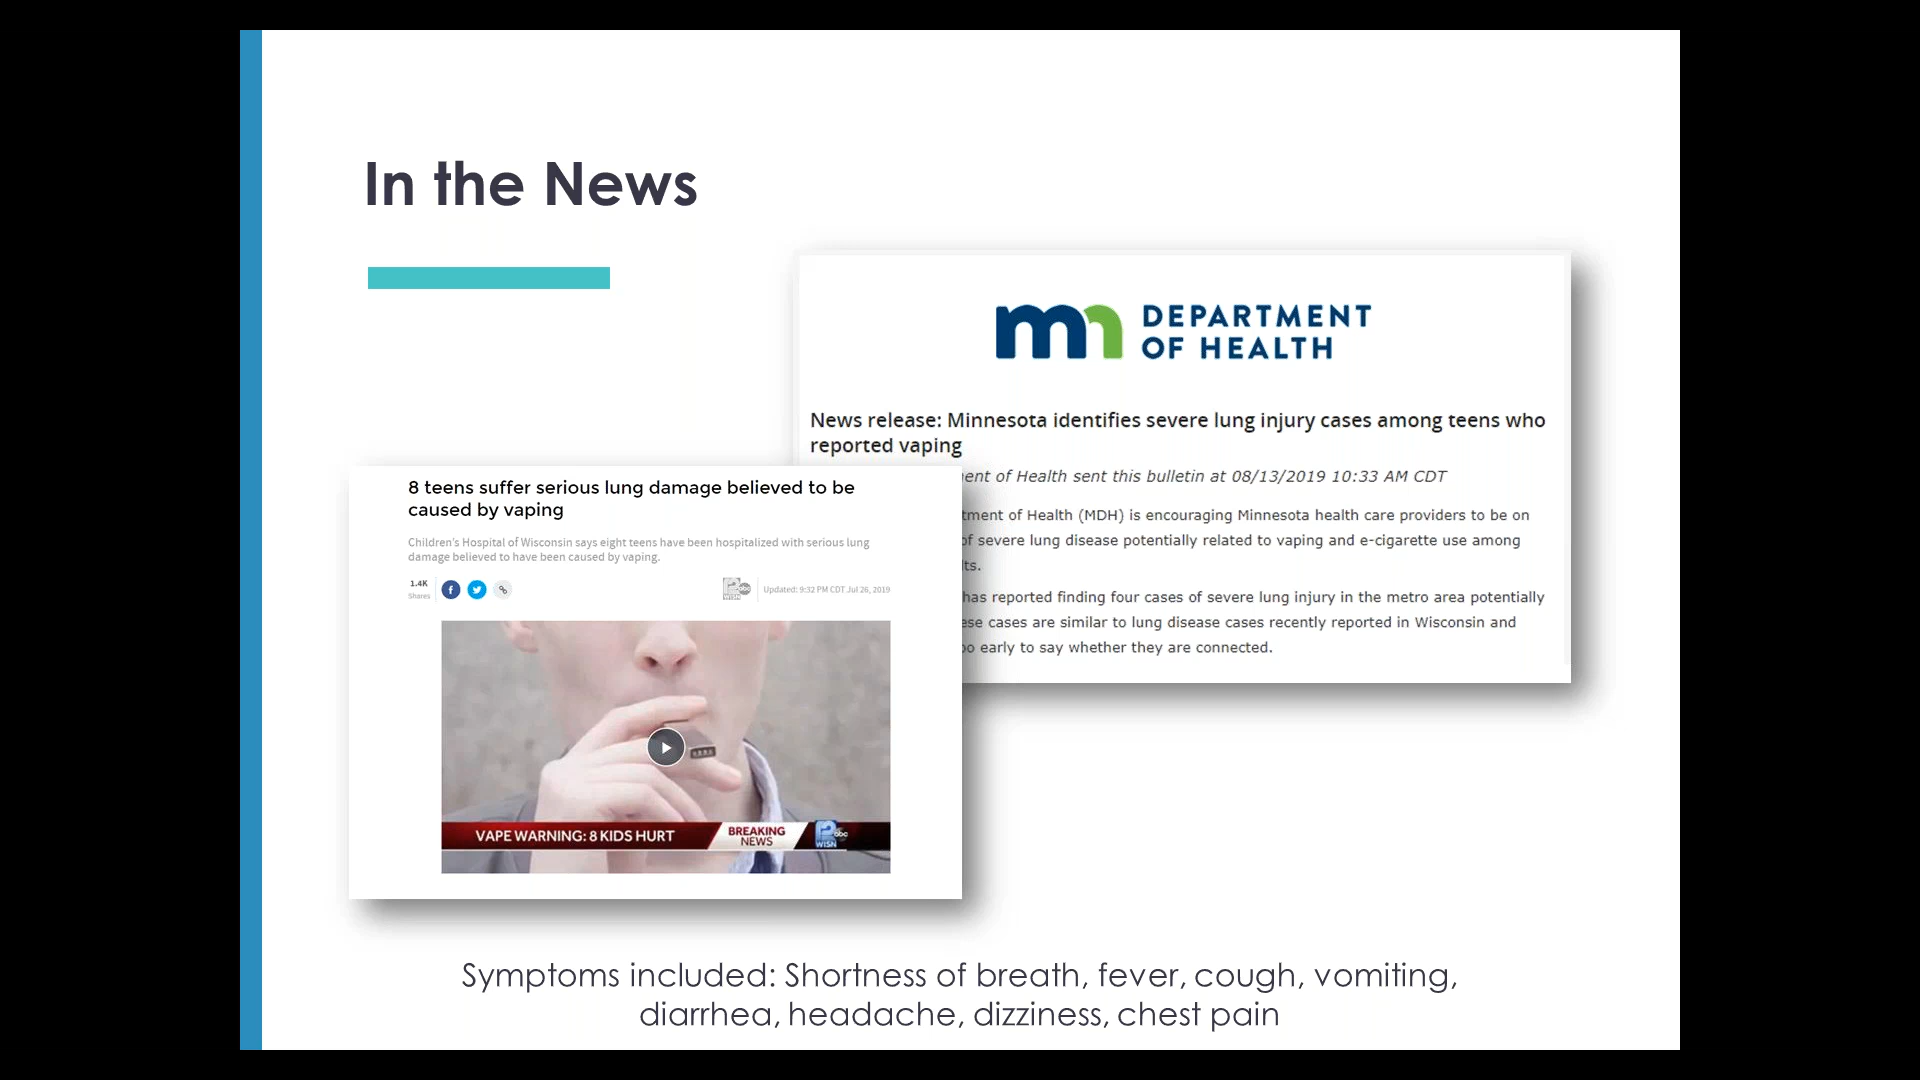 In the News
mn DEPARTMENT
OF HEALTH
News release: Minnesota identifies severe lung injury cases among teens who
reported vaping
of Health sent this bulletin at 08/13/2019 10:33 AM CDT
of Health (MDH) is encouraging Minnesota health care providers to be on
of severe lung disease potentially related to vaping and e-cigarette use among
has reported finding four cases of severe lung injury in the metro area potentially
cases are similar to lung disease cases recently reported in Wisconsin and
early to say whether they are connected.
8 teens suffer serious lung damage believed to be
caused by vaping
Children's Hospital of Wisconsin says eight teens have been hospitalized with serious lung
damage believed to have been caused by vaping.
1.4K
Shares
Updated: 9:32 PM CDT Jul 26, 2019
VAPE WARNING: 8 KIDS HURT
BREAKING
NEWS
2 abc
WISN
Symptoms included: Shortness of breath, fever, cough, vomiting,
diarrhea, headache, dizziness, chest pain